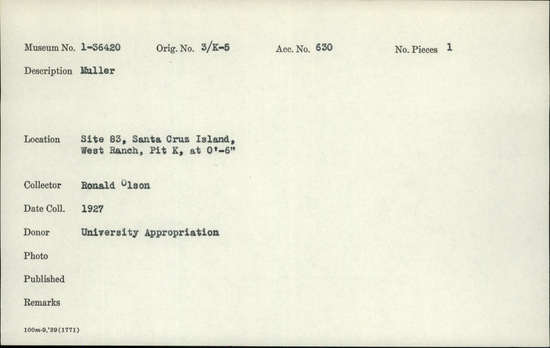 Museum No. 1-36420 Orig. No. 3/K-5 Acc. No. 630 No. Pieces 1
Description Muller
Location Site 83, Santa Cruz Island,
West Ranch, Pit K, at 0'-6"
Collector Ronald Olson
Date Coll. 1927
Donor University Appropriation
Photo
Published
Remarks
100m-9,'39(1771)